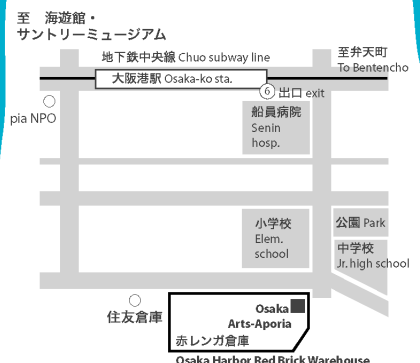 至　海遊館・
サントリーミュージアム
地下鉄中央線 Chuo subway line
至弁天町
To Bentencho
大阪港駅 Osaka-ko sta.
6 出口 exit
pia NPO
船員病院
Senin
hosp.
小学校
Elem.
school
公園 Park
中学校
Jr. high school
住友倉庫
Osaka
Arts-Aporia
赤レンガ倉庫
Osaka Harbor Red Brick Warehouse